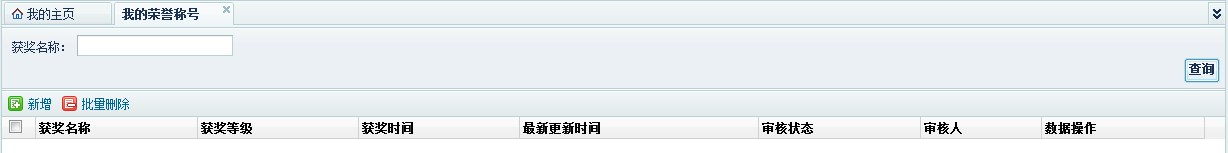 我的主页 我的荣誉称号
获奖名称：
查询
新增 批量删除
获奖名称 获奖等级 获奖时间 最新更新时间 审核状态 审核人 数据操作